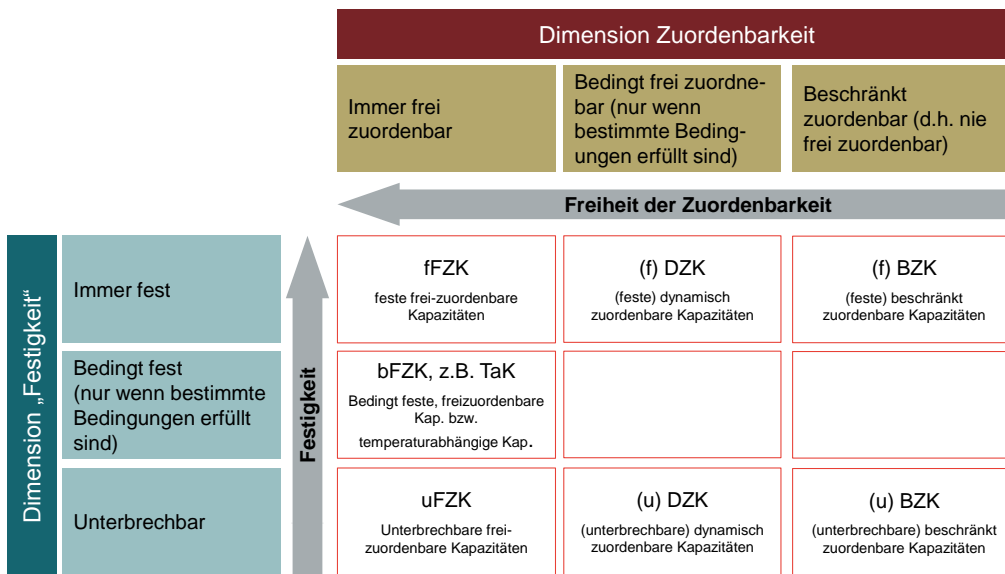 Dimension Zuordenbarkeit
Immer frei
zuordenbar
Bedingt frei zuordne-
bar (nur wenn
bestimmte Bedin-
gungen erfüllt sind)
Beschränkt
zuordenbar (d.h. nie
frei zuordenbar)
Freiheit der Zuordenbarkeit
Dimension „Festigkeit"
Festigkeit
Immer fest
fFZK
feste frei-zuordenbare
Kapazitäten
(f) DZK
(feste) dynamisch
zuordenbare Kapazitäten
(f) BZK
(feste) beschränkt
zuordenbare Kapazitäten
Bedingt fest
(nur wenn bestimmte
Bedingungen erfüllt
sind)
bFZK, z.B. TaK
Bedingt feste, freizuordenbare
Kap. bzw.
temperaturabhängige Kap.
Unterbrechbar
uFZK
Unterbrechbare frei-
zuordenbare Kapazitäten
(u) DZK
(unterbrechbare) dynamisch
zuordenbare Kapazitäten
(u) BZK
(unterbrechbare) beschränkt
zuordenbare Kapazitäten